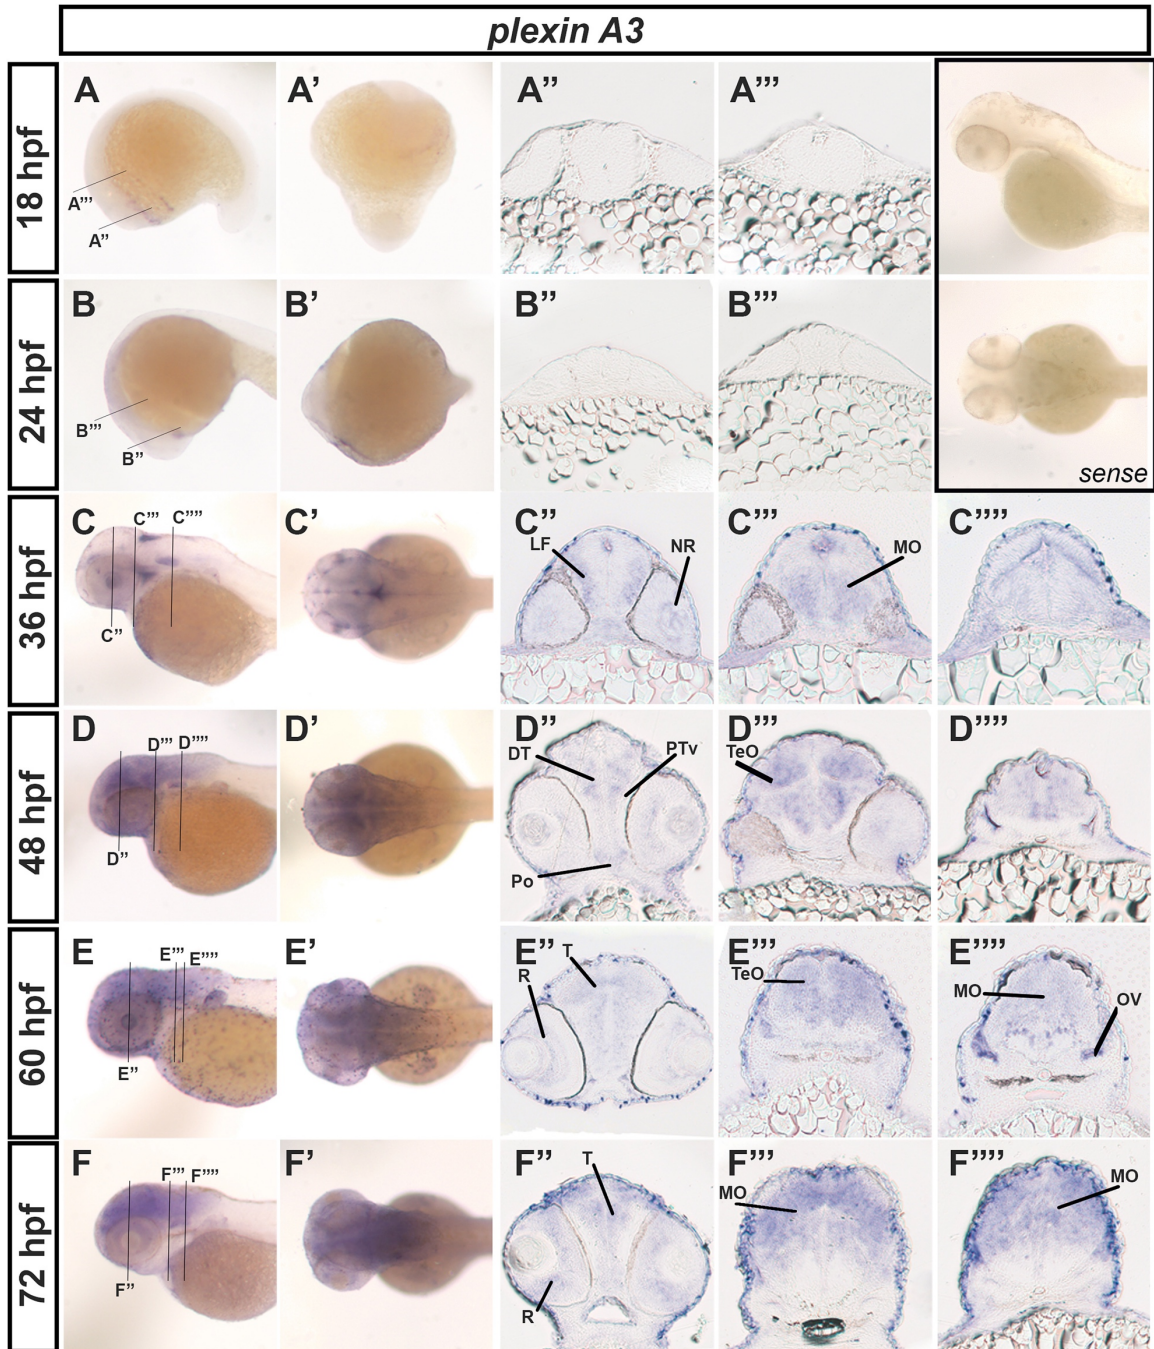 plexin A3
18 hpf
A
A’
A’’
A’’’
A’’’
A’’
24 hpf
B
B’
B’’
B’’’
B’’’
B’’
sense
36 hpf
C
C’’’
C’’’’
C’’
C’
C’’
LF
NR
C’’’
MO
C’’’’
48 hpf
D
D’’’
D’’’’
D’’
D’
D’’
DT
PTv
Po
D’’’
TeO
D’’’’
60 hpf
E
E’’’
E’’’’
E’’
E’
E’’
T
R
E’’’
TeO
E’’’’
MO
OV
72 hpf
F
F’’’
F’’’’
F’’
F’
F’’
T
R
F’’’
MO
F’’’’
MO